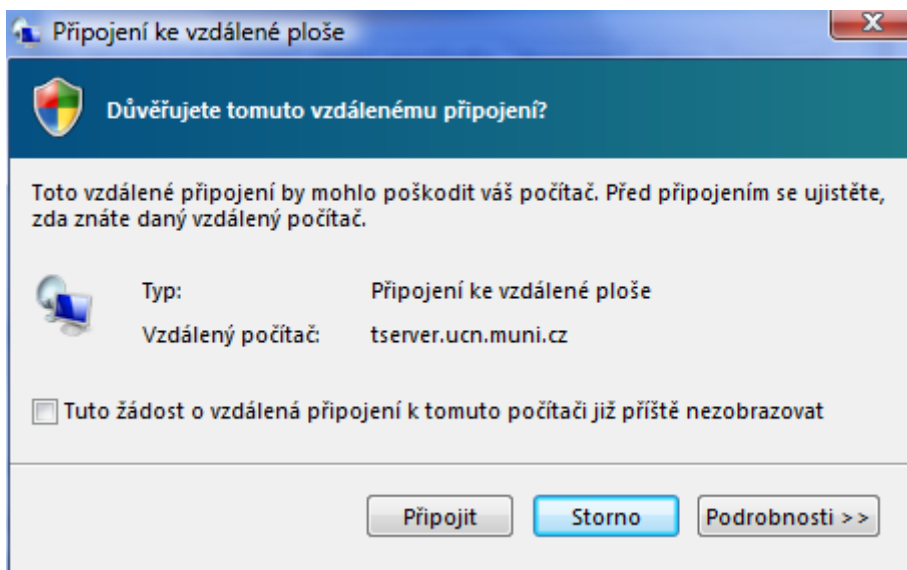 Připojení ke vzdálené ploše
Důvěřujete tomuto vzdálenému připojení?
Toto vzdálené připojení by mohlo poškodit váš počítač. Před připojením se ujistěte,
zda znáte daný vzdálený počítač.
Typ: Připojení ke vzdálené ploše
Vzdálený počítač: tserver.ucn.muni.cz
Tuto žádost o vzdálená připojení k tomuto počítači již příště nezobrazovat
Připojit Storno Podrobnosti >>